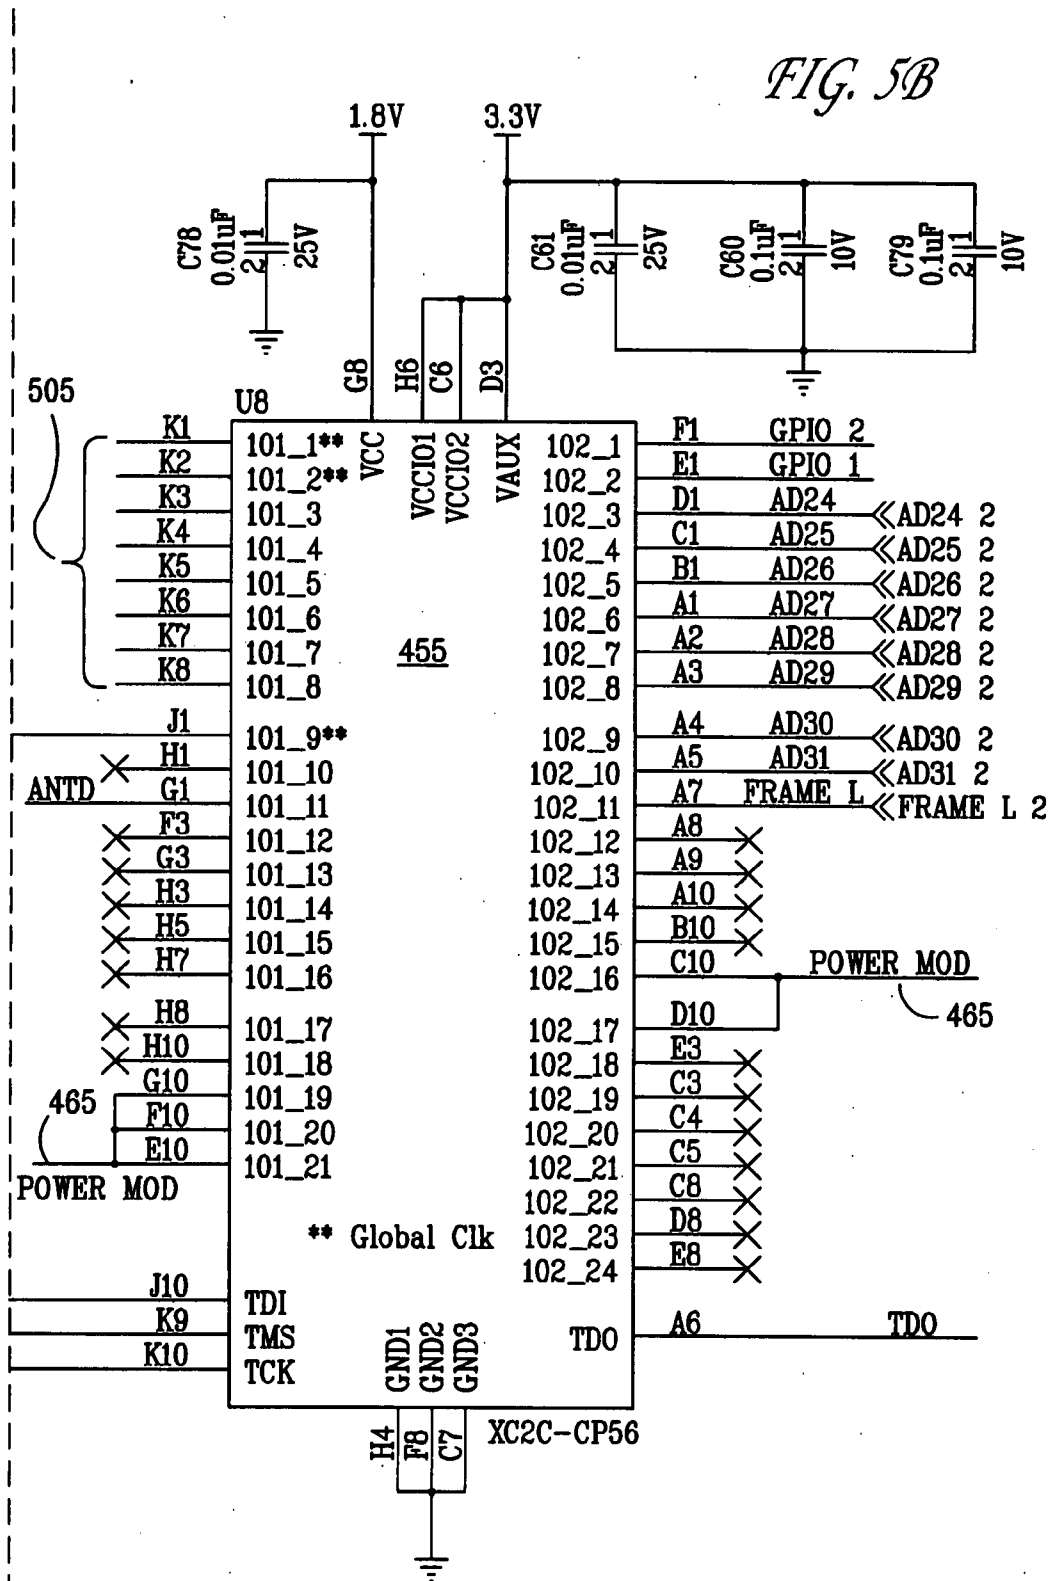 FIG. 5B
1.8V 3.3V
C78 0.01uF 2 1 25V
C61 0.01uF 2 1 25V
C60 0.1uF 2 1 10V
C79 0.1uF 2 1 10V
G8 H6 C6 D3
505
U8
VCC VCCIO1 VCCIO2 VAUX
K1 101_1** 102_1 F1 GPIO 2
K2 101_2** 102_2 E1 GPIO 1
K3 101_3 102_3 D1 AD24 AD24 2
K4 101_4 102_4 C1 AD25 AD25 2
K5 101_5 102_5 B1 AD26 AD26 2
K6 101_6 102_6 A1 AD27 AD27 2
K7 101_7 455 102_7 A2 AD28 AD28 2
K8 101_8 102_8 A3 AD29 AD29 2
J1 101_9** 102_9 A4 AD30 AD30 2
H1 101_10 102_10 A5 AD31 AD31 2
ANTD G1 101_11 102_11 A7 FRAME L FRAME L 2
F3 101_12 102_12 A8
G3 101_13 102_13 A9
H3 101_14 102_14 A10
H5 101_15 102_15 B10
H7 101_16 102_16 C10 POWER MOD
465
H8 101_17 102_17 D10
H10 101_18 102_18 E3
G10 101_19 102_19 C3
465
F10 101_20 102_20 C4
E10 101_21 102_21 C5
POWER MOD
102_22 C8
** Global Clk 102_23 D8
102_24 E8
J10 TDI
K9 TMS TDO A6 TDO
K10 TCK
GND1 GND2 GND3
H4 F8 C7
XC2C-CP56